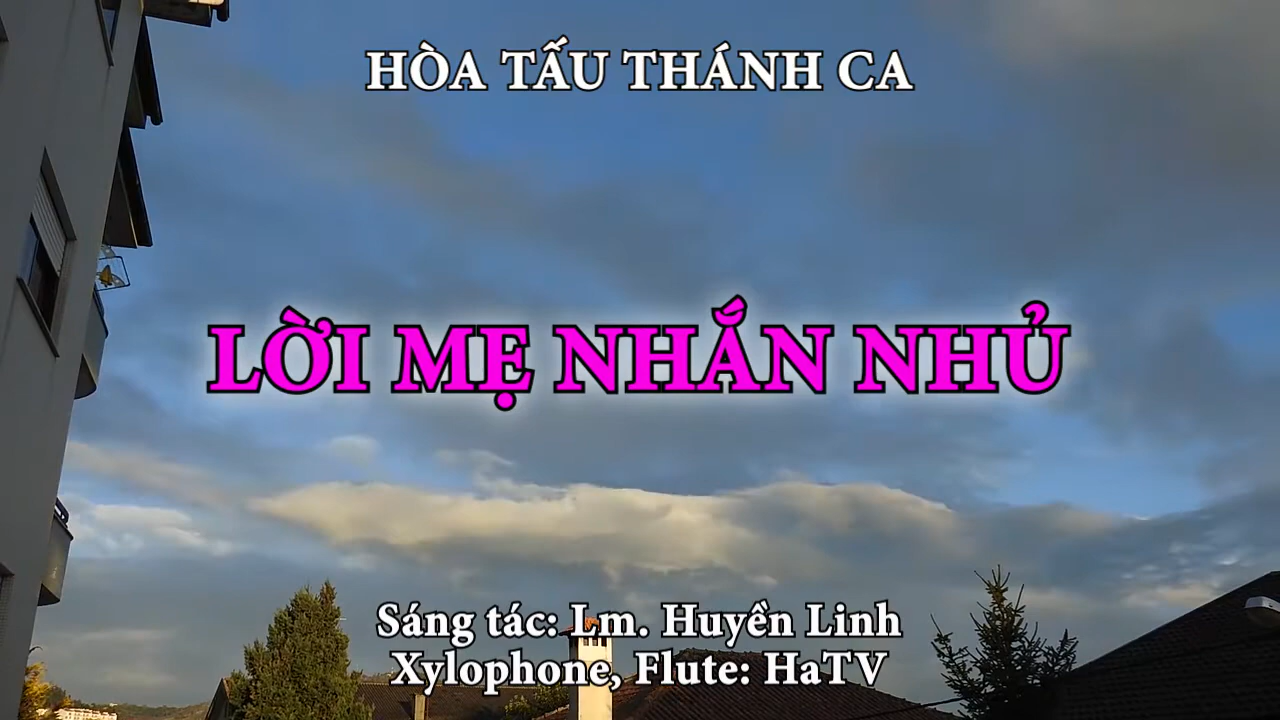 HÒA TẤU THÁNH CA
LỜI MẸ NHẮN NHỦ
Sáng tác: Lm. Huyền Linh
Xylophone, Flute: HaTV